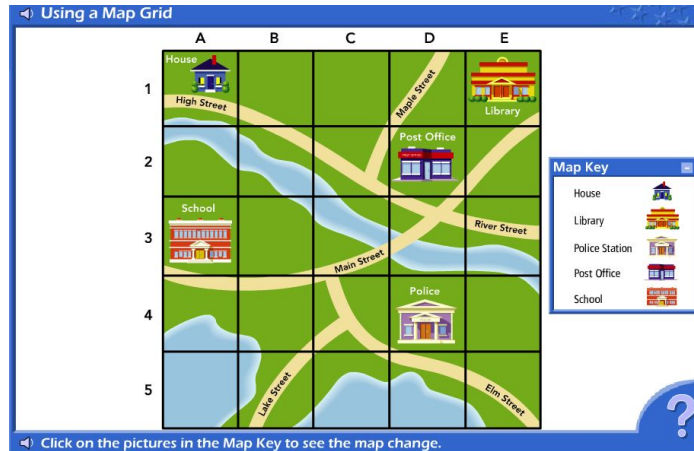 Using a Map Grid
A B C D E
1
2
3
4
5
House
High Street
Maple Street
Library
Post Office
School
River Street
Main Street
Police
Lake Street
Elm Street
Map Key
House
Library
Police Station
Post Office
School
?
Click on the pictures in the Map Key to see the map change.